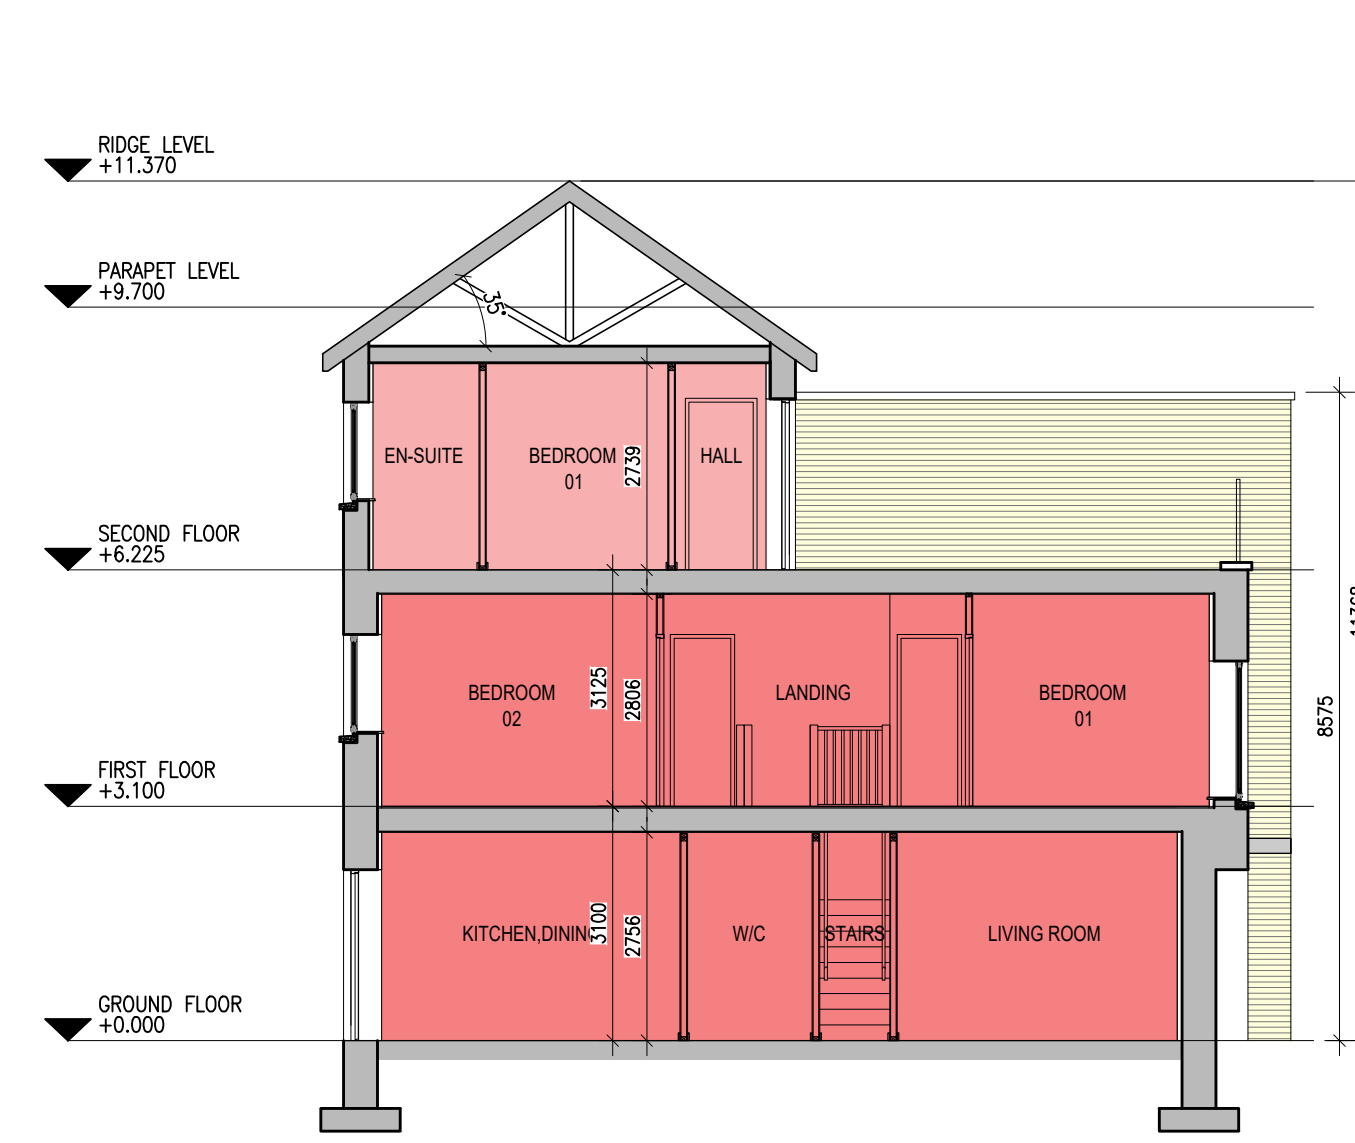 RIDGE LEVEL
+11.370
PARAPET LEVEL
+9.700
35°
EN-SUITE
BEDROOM
01
2739
HALL
SECOND FLOOR
+6.225
BEDROOM
02
3125
2806
LANDING
BEDROOM
01
8575
FIRST FLOOR
+3.100
KITCHEN,DINING
3100
2756
W/C
STAIRS
LIVING ROOM
GROUND FLOOR
+0.000